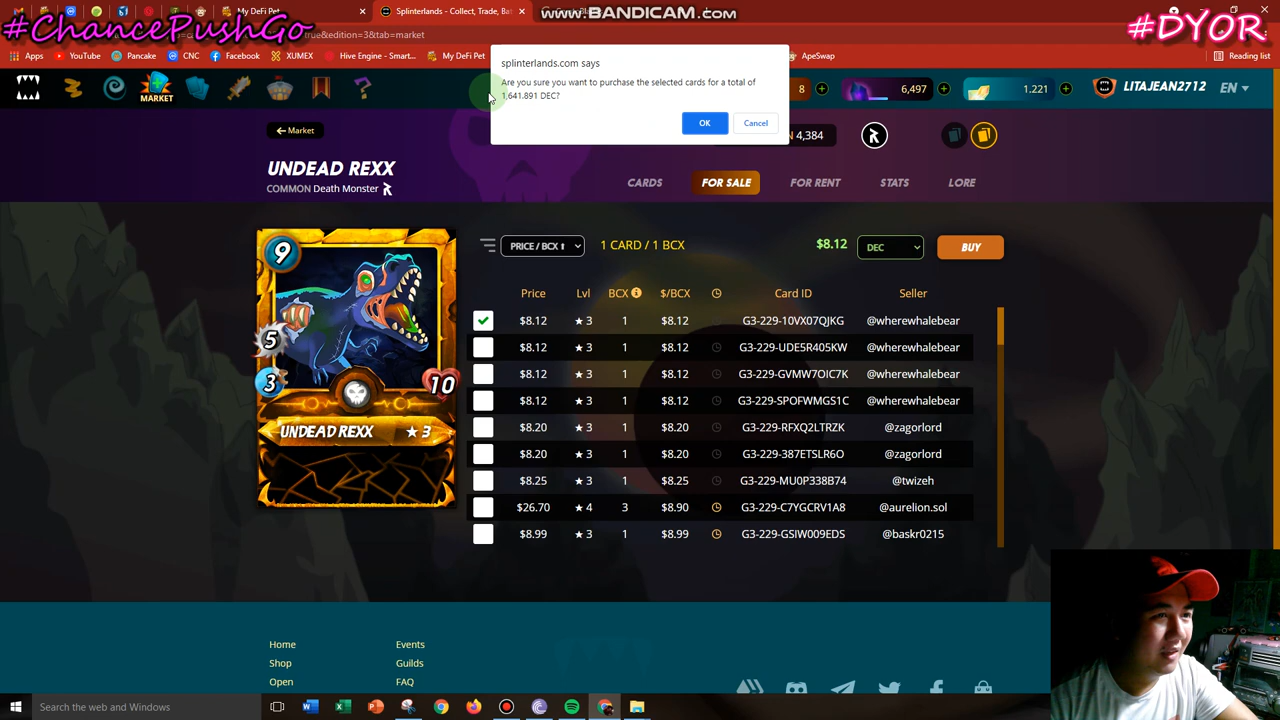 #ChancePushGo
#DYOR
www.BANDICAM.com
My DeFi Pet
Splinterlands - Collect, Trade, Bat
true&edition=3&tab=market
Apps
YouTube
Pancake
CNC
Facebook
XUMEX
Hive Engine - Smart...
My DeFi Pet
ApeSwap
Reading list
splinterlands.com says
Are you sure you want to purchase the selected cards for a total of
1,641.891 DEC?
OK
Cancel
MARKET
8
6,497
1.221
LITAJEAN2712
EN
Market
4,384
UNDEAD REXX
COMMON Death Monster
CARDS
FOR SALE
FOR RENT
STATS
LORE
PRICE / BCX
1 CARD / 1 BCX
$8.12
DEC
BUY
Price Lvl BCX $/BCX Card ID Seller
$8.12 ★ 3 1 $8.12 G3-229-10VX07QJKG @wherewhalebear
$8.12 ★ 3 1 $8.12 G3-229-UDE5R405KW @wherewhalebear
$8.12 ★ 3 1 $8.12 G3-229-GVMW7OIC7K @wherewhalebear
$8.12 ★ 3 1 $8.12 G3-229-SPOFWMGS1C @wherewhalebear
$8.20 ★ 3 1 $8.20 G3-229-RFXQ2LTRZK @zagorlord
$8.20 ★ 3 1 $8.20 G3-229-387ETSLR6O @zagorlord
$8.25 ★ 3 1 $8.25 G3-229-MU0P338B74 @twizeh
$26.70 ★ 4 3 $8.90 G3-229-C7YGCRV1A8 @aurelion.sol
$8.99 ★ 3 1 $8.99 G3-229-GSIW009EDS @baskr0215
9
5
3
10
UNDEAD REXX ★ 3
Home
Events
Shop
Guilds
Open
FAQ
Type here to search